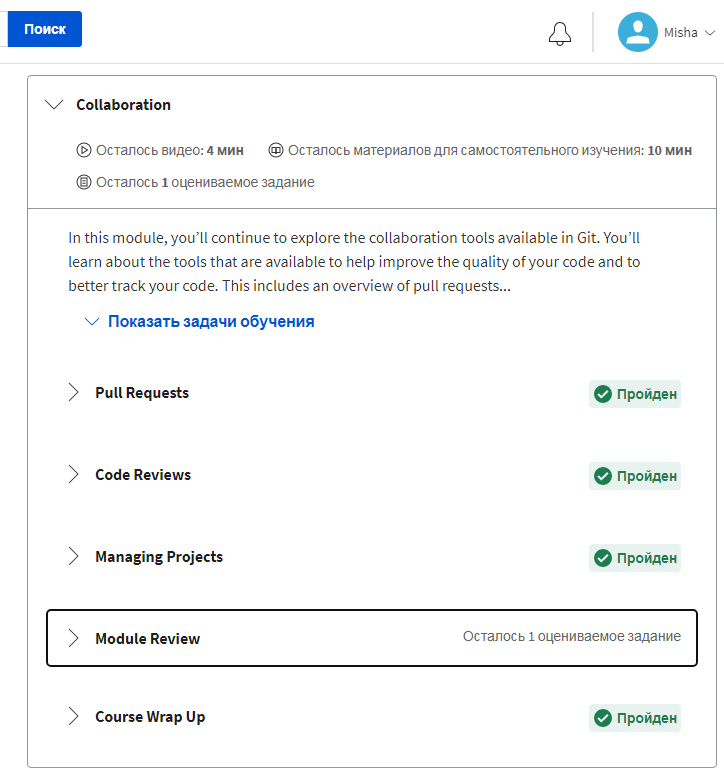 Поиск
Misha
Collaboration
Осталось видео: 4 мин Осталось материалов для самостоятельного изучения: 10 мин
Осталось 1 оцениваемое задание
In this module, you’ll continue to explore the collaboration tools available in Git. You’ll
learn about the tools that are available to help improve the quality of your code and to
better track your code. This includes an overview of pull requests...
Показать задачи обучения
Pull Requests Пройден
Code Reviews Пройден
Managing Projects Пройден
Module Review Осталось 1 оцениваемое задание
Course Wrap Up Пройден